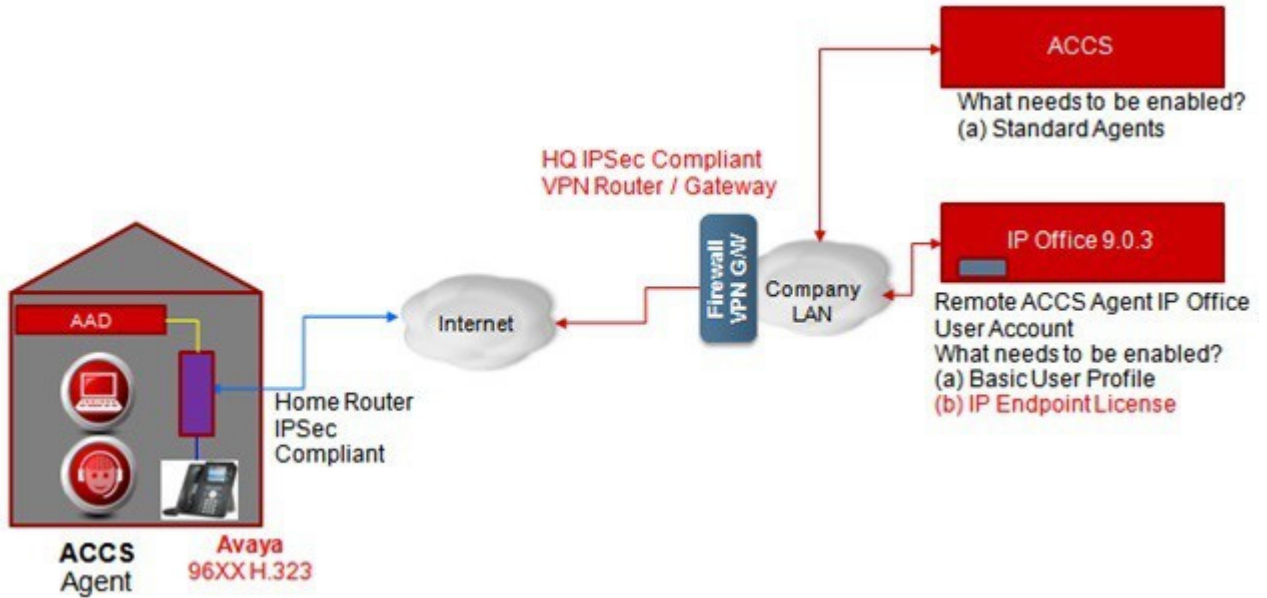 ACCS
What needs to be enabled?
(a) Standard Agents
HQ IPSec Compliant
VPN Router / Gateway
Firewall
VPN G/W
Company
LAN
IP Office 9.0.3
Remote ACCS Agent IP Office
User Account
What needs to be enabled?
(a) Basic User Profile
(b) IP Endpoint License
Internet
AAD
Home Router
IPSec
Compliant
ACCS
Agent
Avaya
96XX H.323